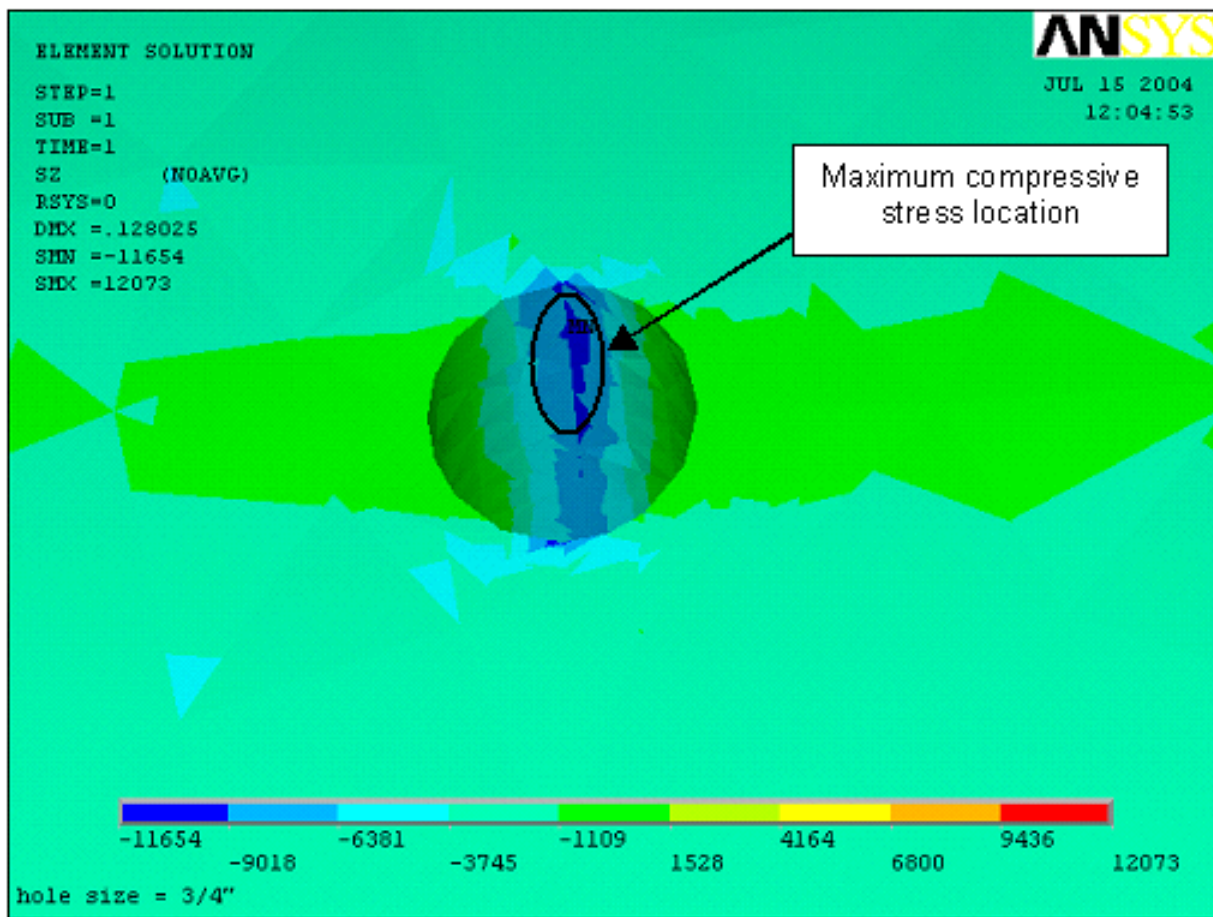 ELEMENT SOLUTION
STEP=1
SUB =1
TIME=1
SZ (NOAVG)
RSYS=0
DMX =.128025
SMN =-11654
SMX =12073
ANSYS
JUL 15 2004
12:04:53
Maximum compressive
stress location
-11654 -6381 -1109 4164 9436
-9018 -3745 1528 6800 12073
hole size = 3/4"